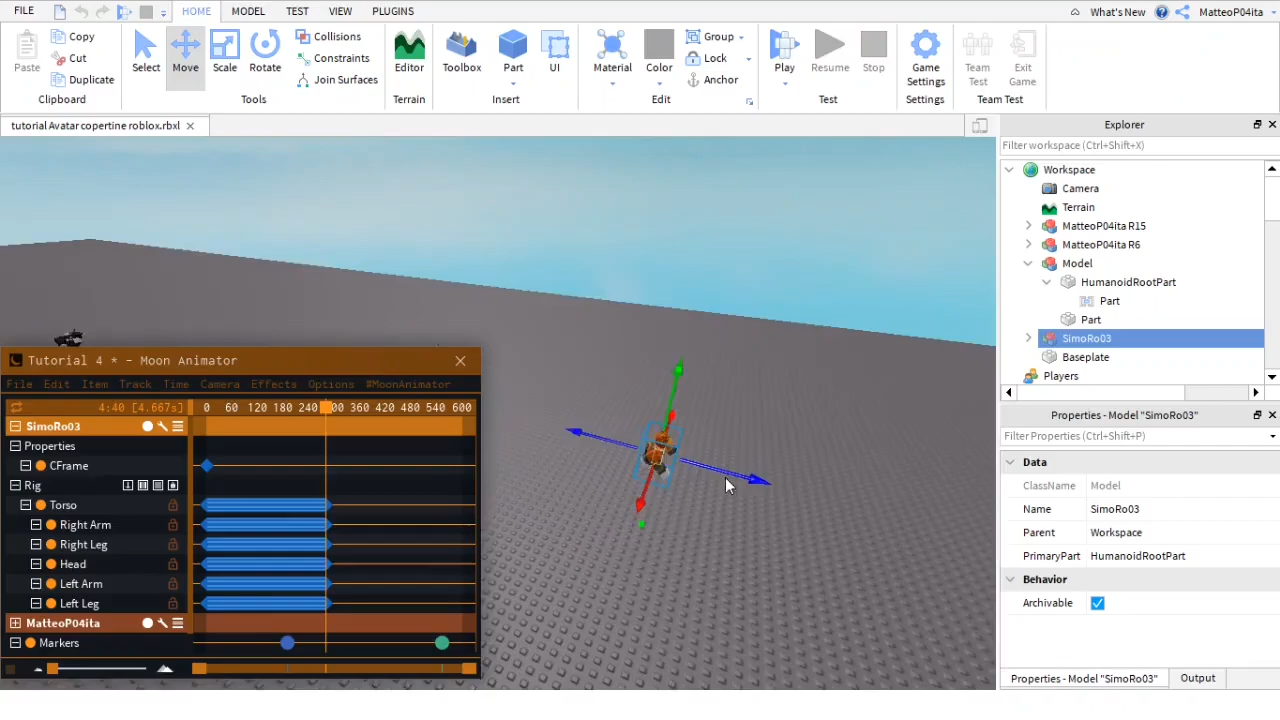 FILE
HOME
MODEL
TEST
VIEW
PLUGINS
What's New
MatteoP04ita
Paste
Copy
Cut
Duplicate
Clipboard
Select
Move
Scale
Rotate
Collisions
Constraints
Join Surfaces
Tools
Editor
Terrain
Toolbox
Part
UI
Insert
Material
Color
Group
Lock
Anchor
Edit
Play
Resume
Stop
Test
Game
Settings
Settings
Team
Test
Exit
Game
Team Test
tutorial Avatar copertine roblox.rbxl
Explorer
Filter workspace (Ctrl+Shift+X)
Workspace
Camera
Terrain
MatteoP04ita R15
MatteoP04ita R6
Model
HumanoidRootPart
Part
Part
SimoRo03
Baseplate
Players
Properties - Model "SimoRo03"
Filter Properties (Ctrl+Shift+P)
Data
ClassName Model
Name SimoRo03
Parent Workspace
PrimaryPart HumanoidRootPart
Behavior
Archivable
Properties - Model "SimoRo03"
Output
Tutorial 4 * - Moon Animator
File Edit Item Track Time Camera Effects Options #MoonAnimator
4:40 [4.667s] 0 60 120 180 240 300 360 420 480 540 600
SimoRo03
Properties
CFrame
Rig
Torso
Right Arm
Right Leg
Head
Left Arm
Left Leg
MatteoP04ita
Markers